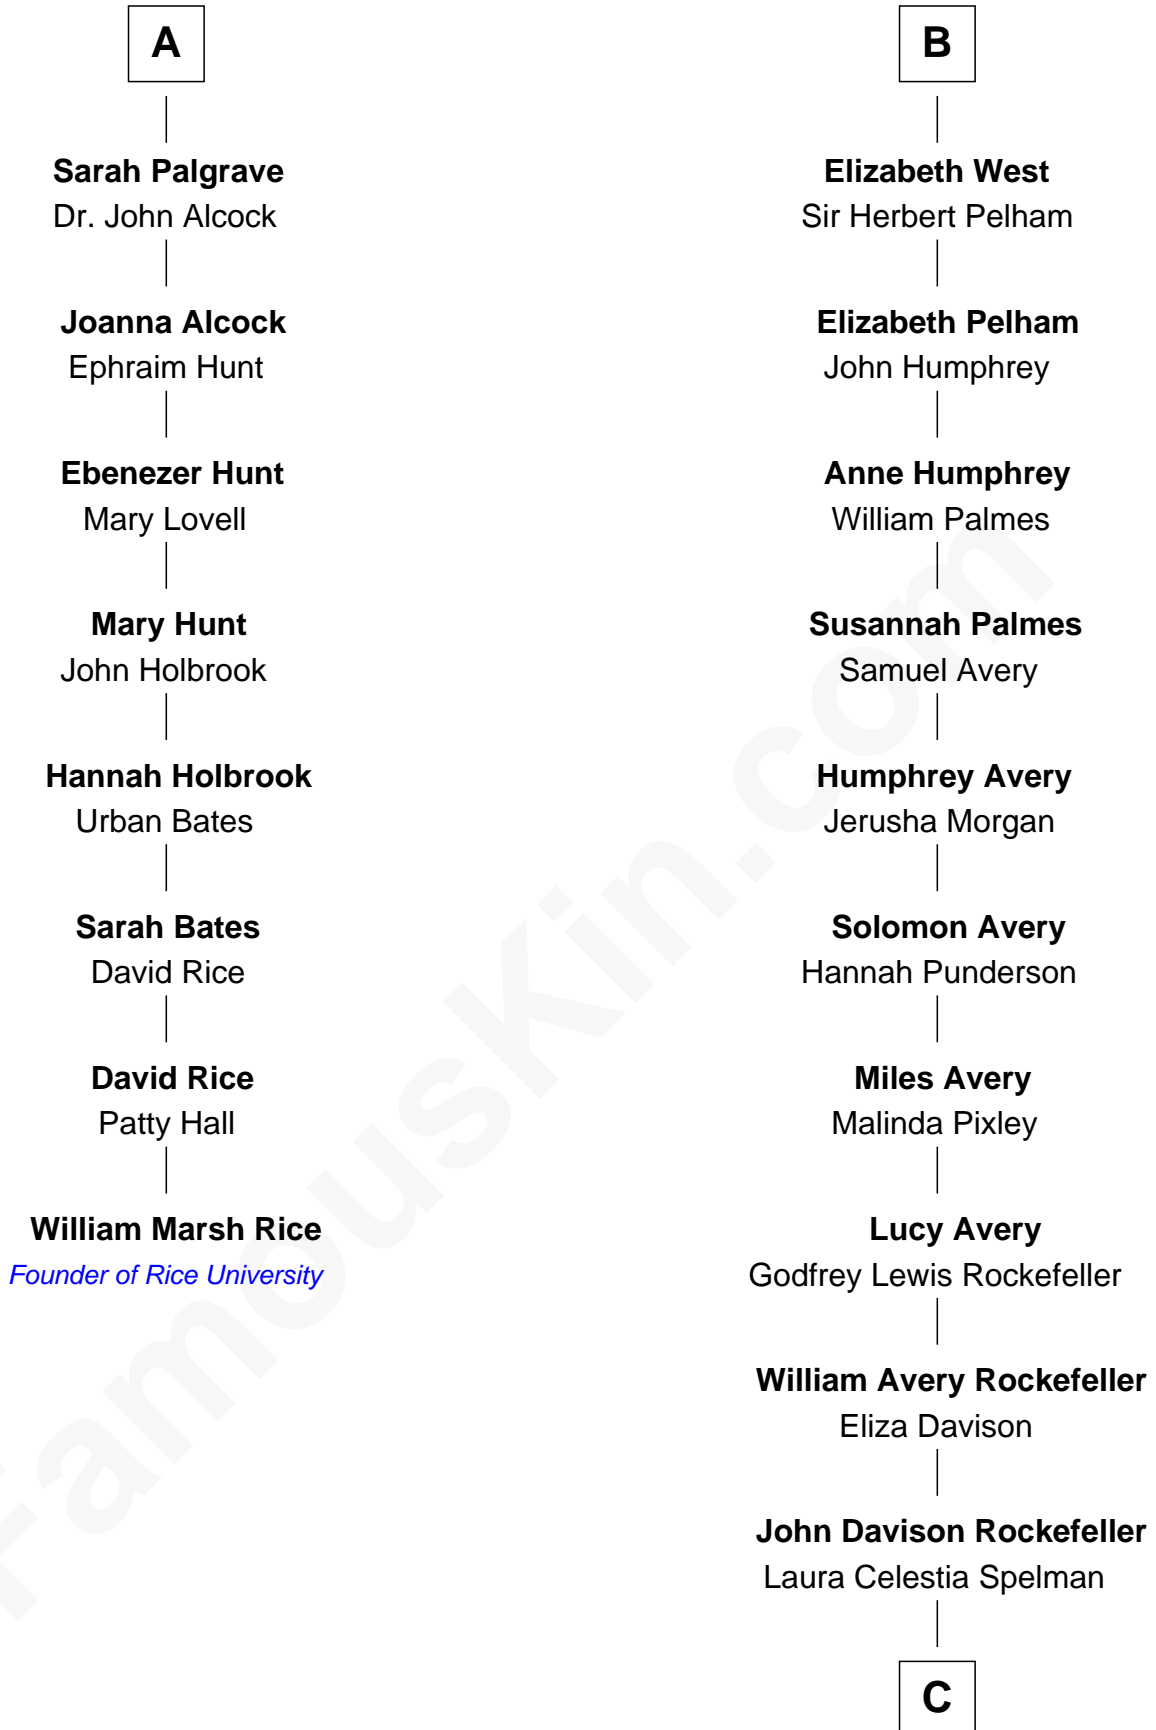 A
Sarah Palgrave
Dr. John Alcock
Joanna Alcock
Ephraim Hunt
Ebenezer Hunt
Mary Lovell
Mary Hunt
John Holbrook
Hannah Holbrook
Urban Bates
Sarah Bates
David Rice
David Rice
Patty Hall
William Marsh Rice
Founder of Rice University
B
Elizabeth West
Sir Herbert Pelham
Elizabeth Pelham
John Humphrey
Anne Humphrey
William Palmes
Susannah Palmes
Samuel Avery
Humphrey Avery
Jerusha Morgan
Solomon Avery
Hannah Punderson
Miles Avery
Malinda Pixley
Lucy Avery
Godfrey Lewis Rockefeller
William Avery Rockefeller
Eliza Davison
John Davison Rockefeller
Laura Celestia Spelman
C
FamousKin.com